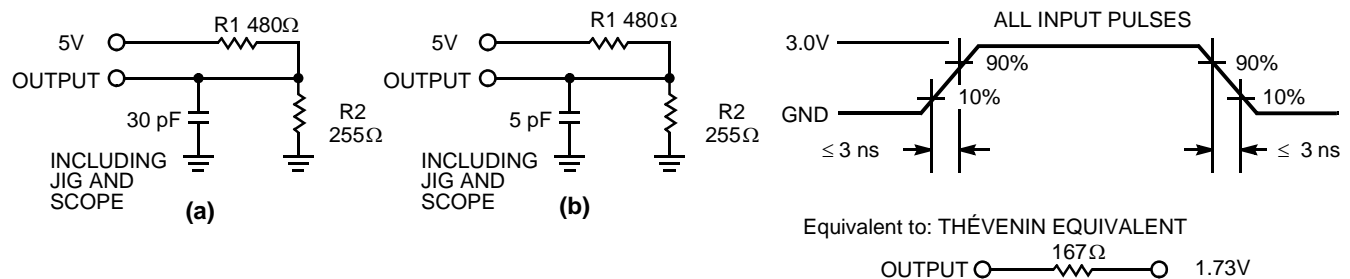 R1 480Ω
5V
OUTPUT
30 pF
R2
255Ω
INCLUDING
JIG AND
SCOPE
(a)
R1 480Ω
5V
OUTPUT
5 pF
R2
255Ω
INCLUDING
JIG AND
SCOPE
(b)
ALL INPUT PULSES
3.0V
90%
90%
10%
10%
GND
≤ 3 ns
≤ 3 ns
Equivalent to: THÉVENIN EQUIVALENT
167Ω
OUTPUT
1.73V